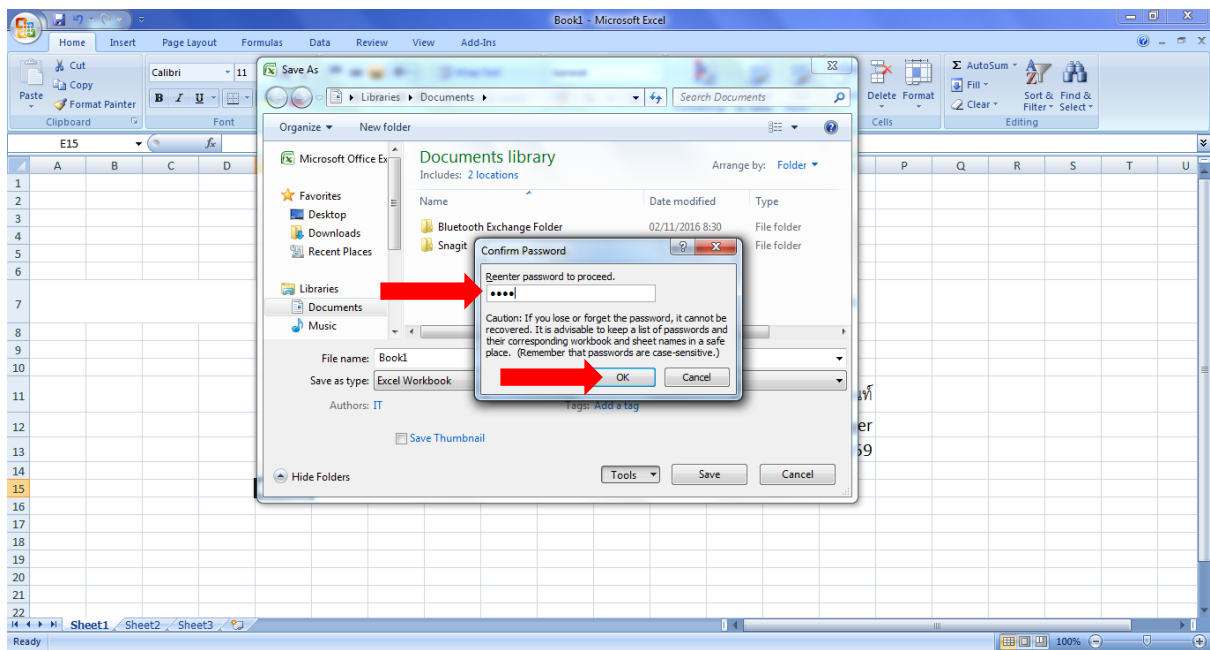 Book1 - Microsoft Excel
Home Insert Page Layout Formulas Data Review View Add-Ins
Cut
Copy
Format Painter
Paste
Clipboard
Calibri 11
B I U
Font
Delete Format
Cells
Σ AutoSum
Fill
Clear
Sort & Filter
Find & Select
Editing
E15
fx
A B C D P Q R S T U
1
2
3
4
5
6
7
8
9
10
11
12
13
14
15
16
17
18
19
20
21
22
er
59
Save As
Libraries Documents
Search Documents
Organize New folder
Microsoft Office Ex
Favorites
Desktop
Downloads
Recent Places
Libraries
Documents
Music
Documents library
Includes: 2 locations
Arrange by: Folder
Name Date modified Type
Bluetooth Exchange Folder 02/11/2016 8:30 File folder
Snagit File folder
Confirm Password
Reenter password to proceed.
••••
Caution: If you lose or forget the password, it cannot be
recovered. It is advisable to keep a list of passwords and
their corresponding workbook and sheet names in a safe
place. (Remember that passwords are case-sensitive.)
OK Cancel
File name: Book1
Save as type: Excel Workbook
Authors: IT
Tags: Add a tag
Save Thumbnail
Hide Folders
Tools Save Cancel
Sheet1 Sheet2 Sheet3
Ready
100%